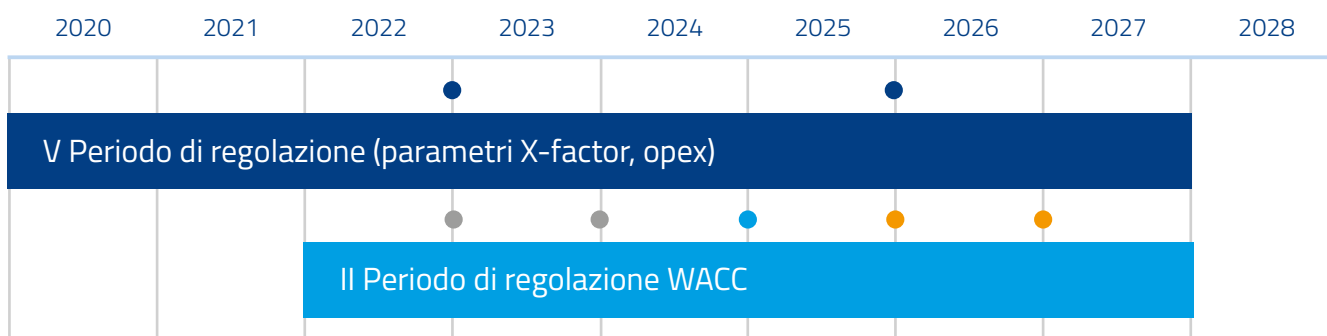 2020 2021 2022 2023 2024 2025 2026 2027 2028
V Periodo di regolazione (parametri X-factor, opex)
II Periodo di regolazione WACC